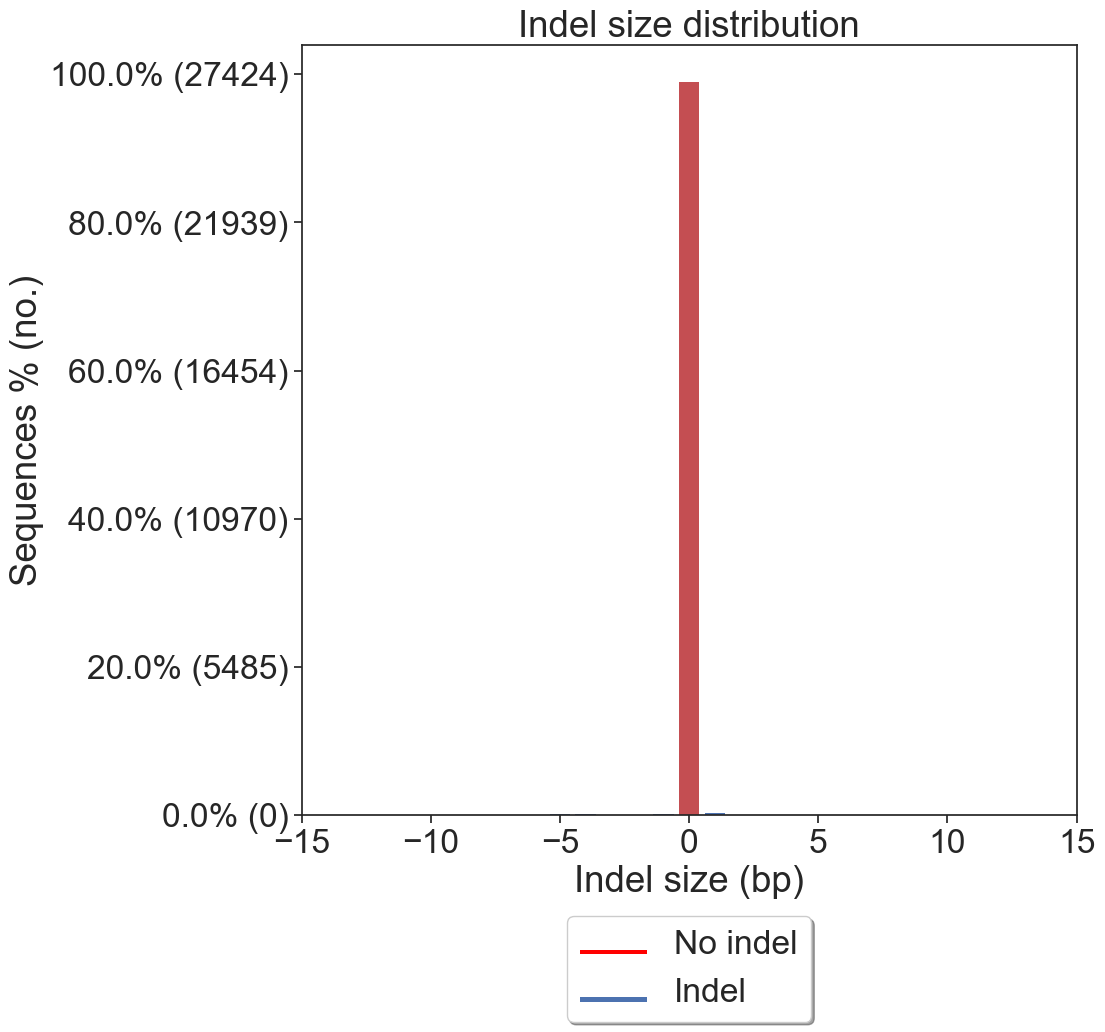 Indel size distribution
100.0% (27424)
80.0% (21939)
60.0% (16454)
40.0% (10970)
20.0% (5485)
0.0% (0)
Sequences % (no.)
−15 −10 −5 0 5 10 15
Indel size (bp)
No indel
Indel